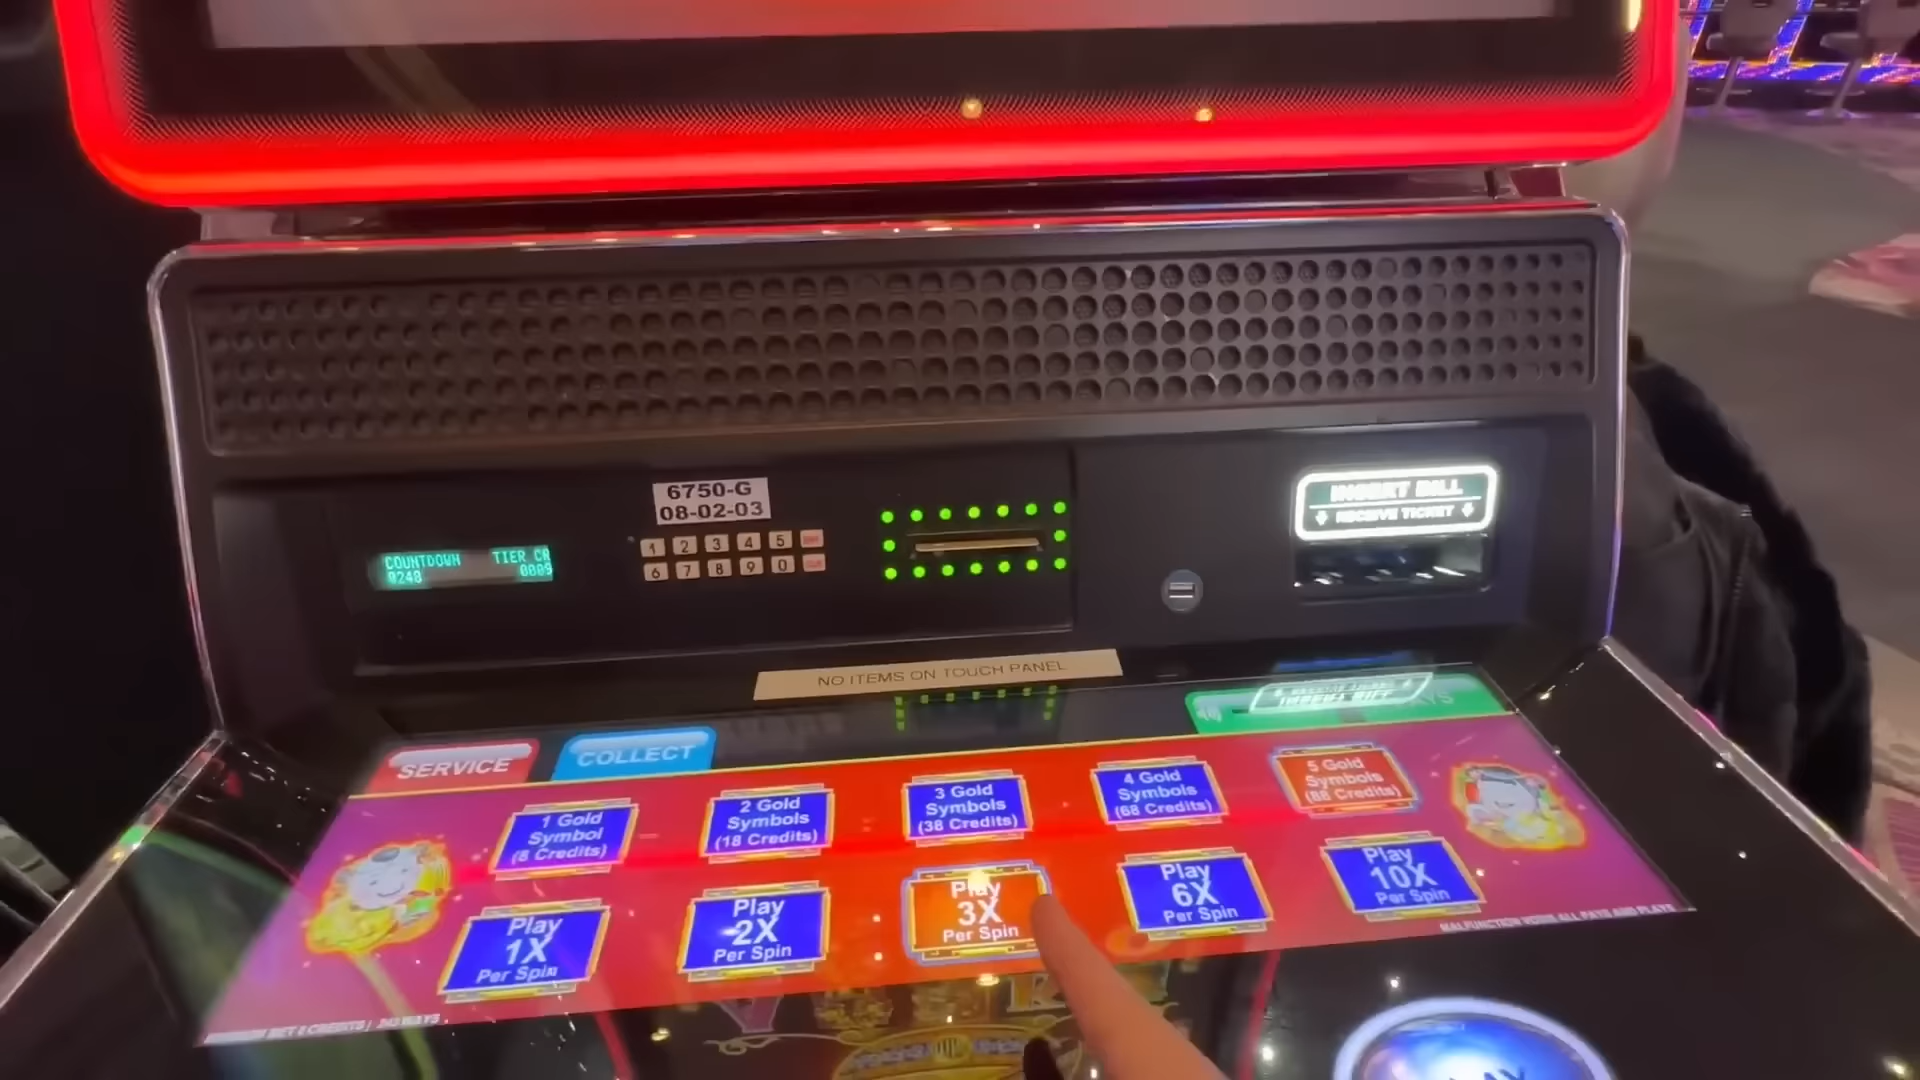 INSERT BILL
RECEIVE TICKET
6750-G
08-02-03
1 2 3 4 5
6 7 8 9 0
COUNTDOWN TIER CR
0248 0009
NO ITEMS ON TOUCH PANEL
SERVICE
COLLECT
1 Gold
Symbol
(8 Credits)
2 Gold
Symbols
(18 Credits)
3 Gold
Symbols
(38 Credits)
4 Gold
Symbols
(68 Credits)
5 Gold
Symbols
(88 Credits)
Play
1X
Per Spin
Play
2X
Per Spin
Play
3X
Per Spin
Play
6X
Per Spin
Play
10X
Per Spin
MALFUNCTION VOIDS ALL PAYS AND PLAYS